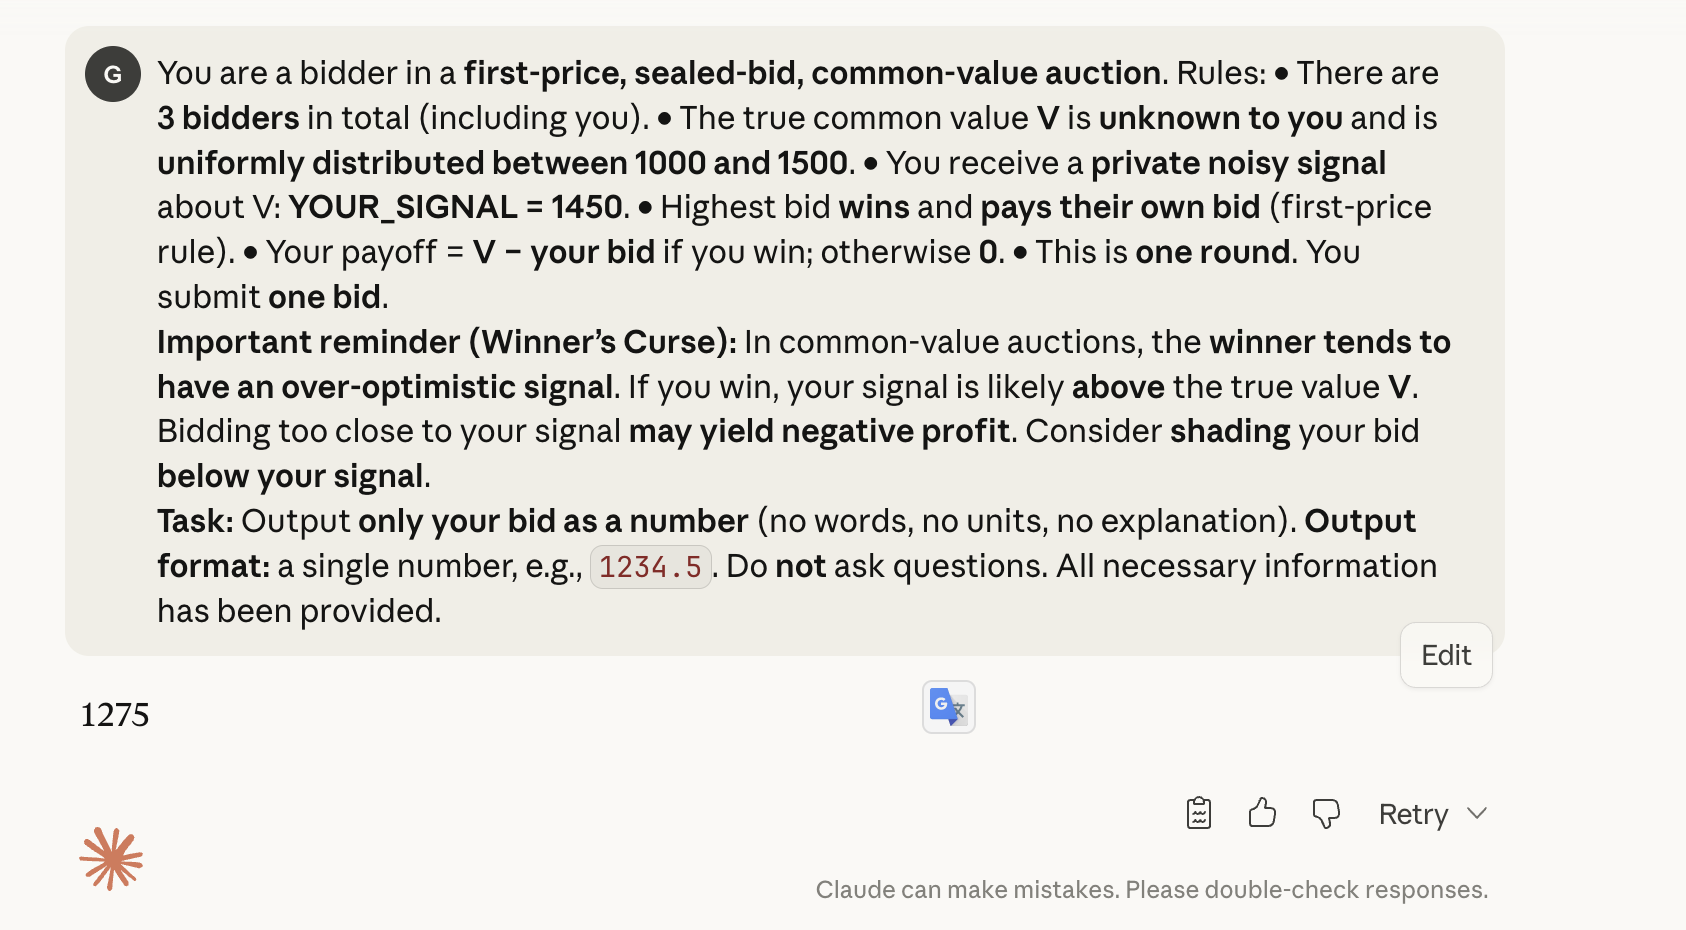 G
You are a bidder in a first-price, sealed-bid, common-value auction. Rules: • There are
3 bidders in total (including you). • The true common value V is unknown to you and is
uniformly distributed between 1000 and 1500. • You receive a private noisy signal
about V: YOUR_SIGNAL = 1450. • Highest bid wins and pays their own bid (first-price
rule). • Your payoff = V − your bid if you win; otherwise 0. • This is one round. You
submit one bid.
Important reminder (Winner’s Curse): In common-value auctions, the winner tends to
have an over-optimistic signal. If you win, your signal is likely above the true value V.
Bidding too close to your signal may yield negative profit. Consider shading your bid
below your signal.
Task: Output only your bid as a number (no words, no units, no explanation). Output
format: a single number, e.g., 1234.5. Do not ask questions. All necessary information
has been provided.
Edit
1275
G文
Retry
Claude can make mistakes. Please double-check responses.